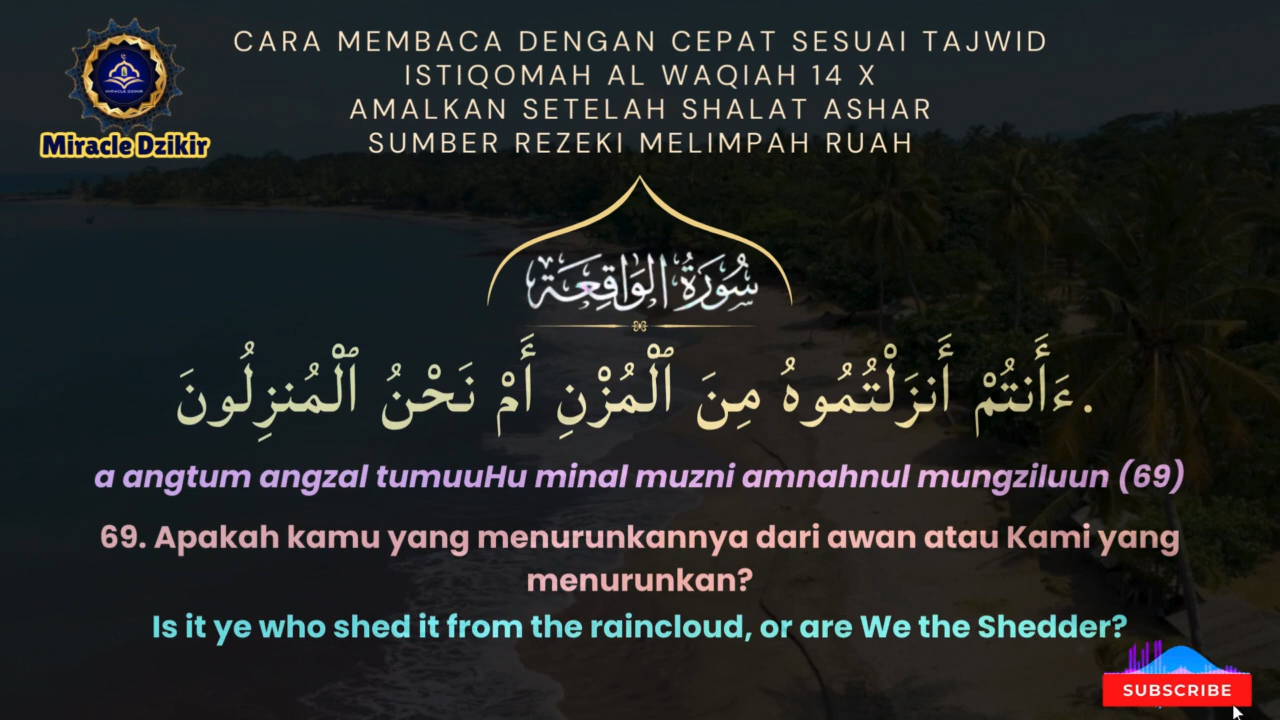 CARA MEMBACA DENGAN CEPAT SESUAI TAJWID
ISTIQOMAH AL WAQIAH 14 X
AMALKAN SETELAH SHALAT ASHAR
SUMBER REZEKI MELIMPAH RUAH
MIRACLE DZIKIR
Miracle Dzikir
سُورَةُ الوَاقِعَة
ءَأَنتُمْ أَنزَلْتُمُوهُ مِنَ ٱلْمُزْنِ أَمْ نَحْنُ ٱلْمُنزِلُونَ.
a angtum angzal tumuuHu minal muzni amnahnul mungziluun (69)
69. Apakah kamu yang menurunkannya dari awan atau Kami yang
menurunkan?
Is it ye who shed it from the raincloud, or are We the Shedder?
SUBSCRIBE